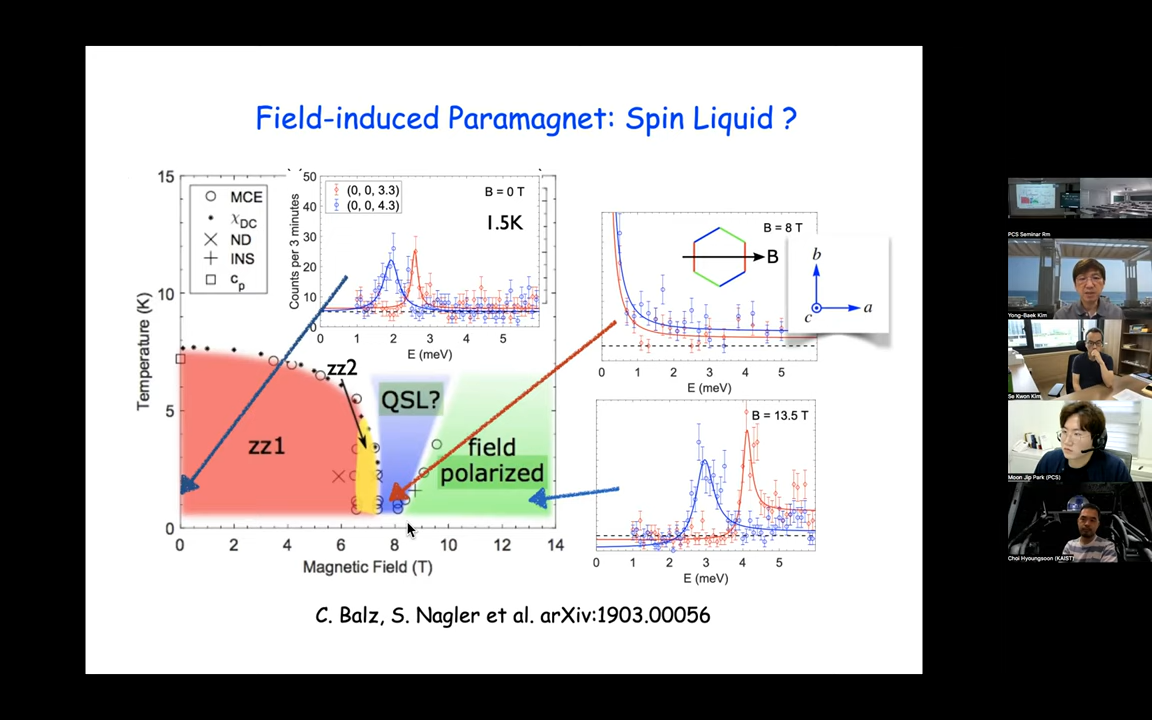 Field-induced Paramagnet: Spin Liquid ?
15
10
5
0
Temperature (K)
0 2 4 6 8 10 12 14
Magnetic Field (T)
MCE
χDC
ND
INS
cp
50
40
30
20
10
0
Counts per 3 minutes
(0, 0, 3.3)
(0, 0, 4.3)
B = 0 T
1.5K
0 1 2 3 4 5
E (meV)
zz2
zz1
QSL?
field
polarized
B = 8 T
B
b
a
c
0 1 2 3 4 5
E (meV)
B = 13.5 T
0 1 2 3 4 5
E (meV)
C. Balz, S. Nagler et al. arXiv:1903.00056
PCS Seminar Rm
Yong-Baek Kim
Se Kwon Kim
Moon Jip Park (PCS)
Choi Hyoungsoon (KAIST)